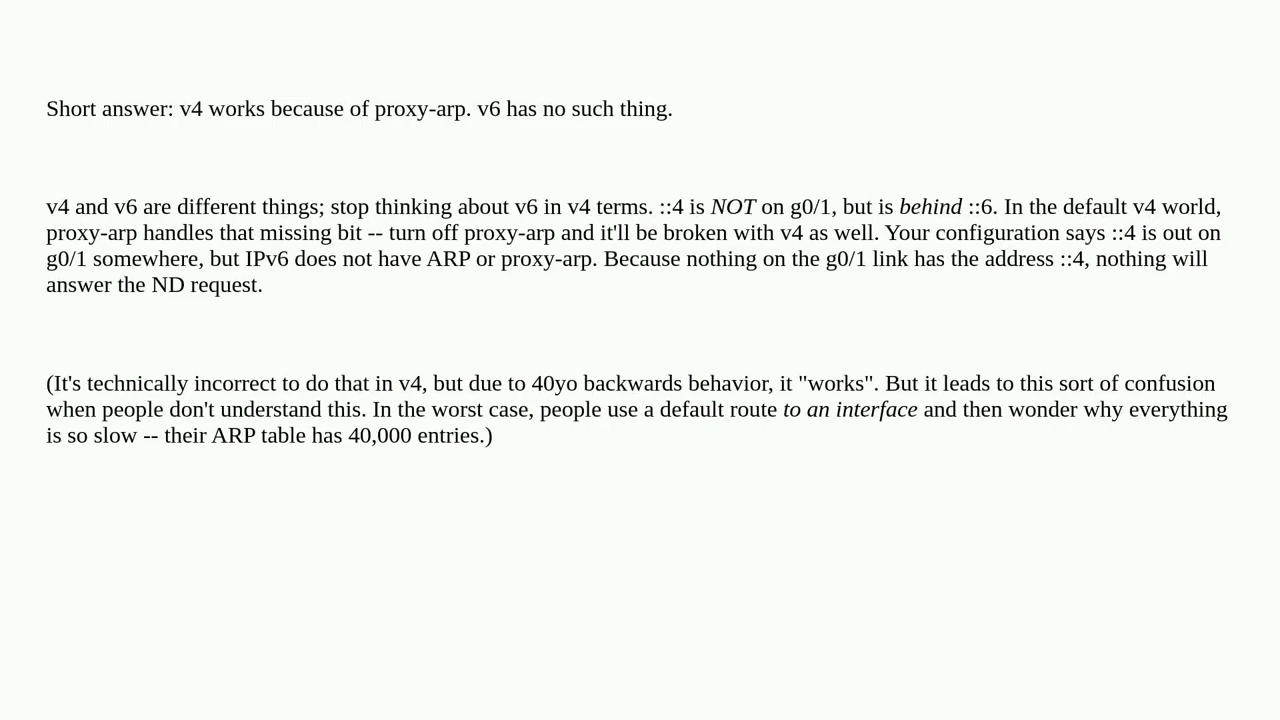 Short answer: v4 works because of proxy-arp. v6 has no such thing.
v4 and v6 are different things; stop thinking about v6 in v4 terms. ::4 is NOT on g0/1, but is behind ::6. In the default v4 world,
proxy-arp handles that missing bit -- turn off proxy-arp and it'll be broken with v4 as well. Your configuration says ::4 is out on
g0/1 somewhere, but IPv6 does not have ARP or proxy-arp. Because nothing on the g0/1 link has the address ::4, nothing will
answer the ND request.
(It's technically incorrect to do that in v4, but due to 40yo backwards behavior, it "works". But it leads to this sort of confusion
when people don't understand this. In the worst case, people use a default route to an interface and then wonder why everything
is so slow -- their ARP table has 40,000 entries.)